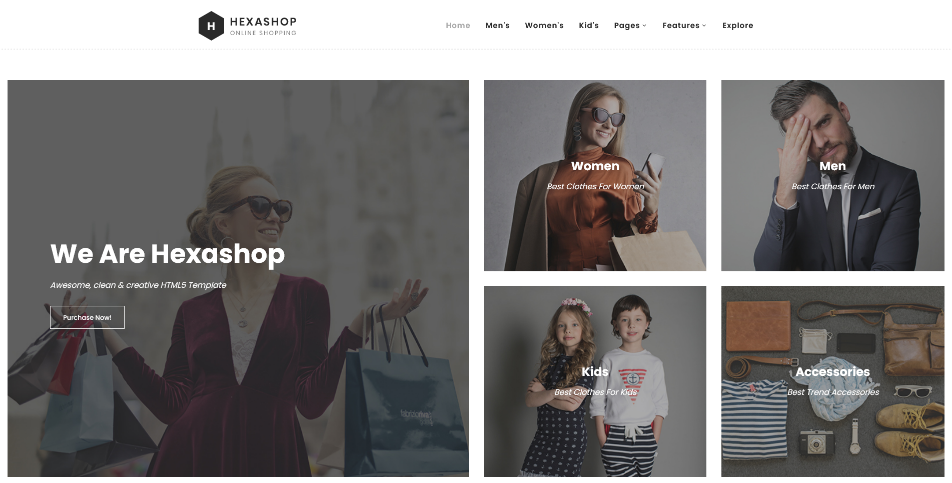 H HEXASHOP
ONLINE SHOPPING
Home Men's Women's Kid's Pages Features Explore
We Are Hexashop
Awesome, clean & creative HTML5 Template
Purchase Now!
Women
Best Clothes For Women
Men
Best Clothes For Men
Kids
Best Clothes For Kids
Accessories
Best Trend Accessories